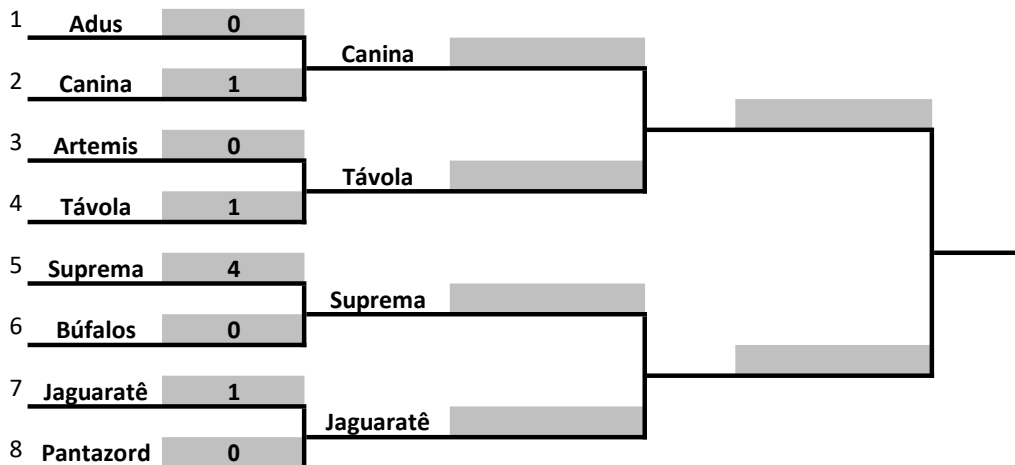 1 Adus 0
Canina
2 Canina 1
3 Artemis 0
Távola
4 Távola 1
5 Suprema 4
Suprema
6 Búfalos 0
7 Jaguaratê 1
Jaguaratê
8 Pantazord 0